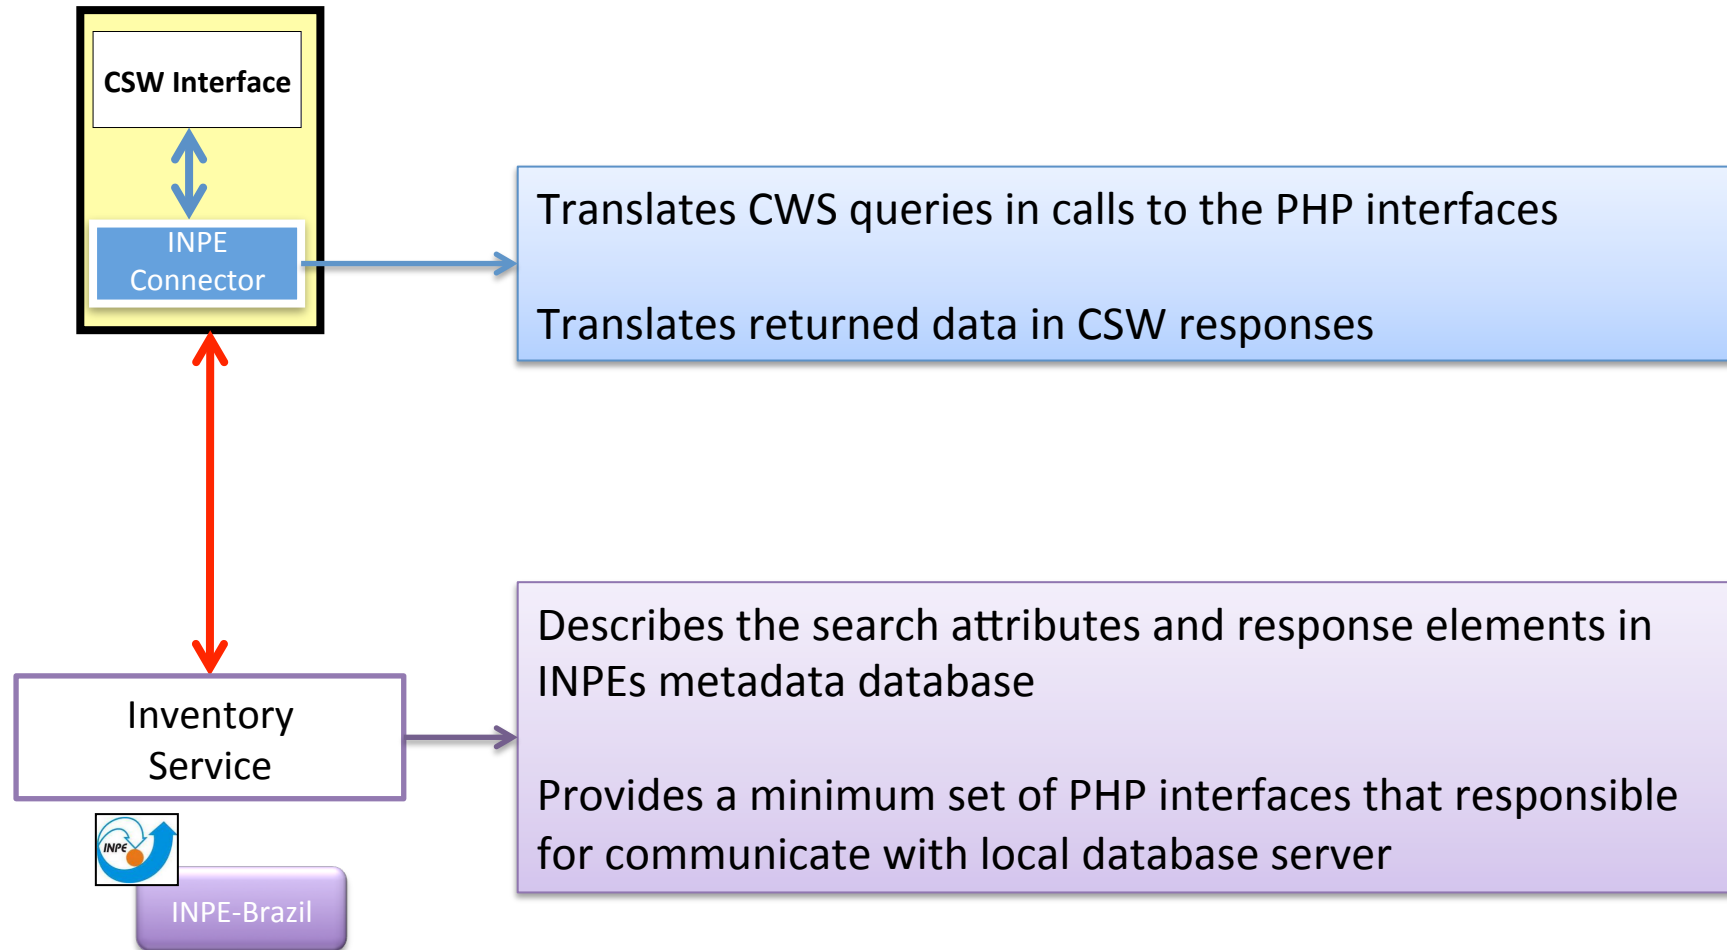 CSW Interface
INPE
Connector
Translates CWS queries in calls to the PHP interfaces
Translates returned data in CSW responses
Inventory
Service
Describes the search attributes and response elements in
INPEs metadata database
Provides a minimum set of PHP interfaces that responsible
for communicate with local database server
INPE
INPE-Brazil